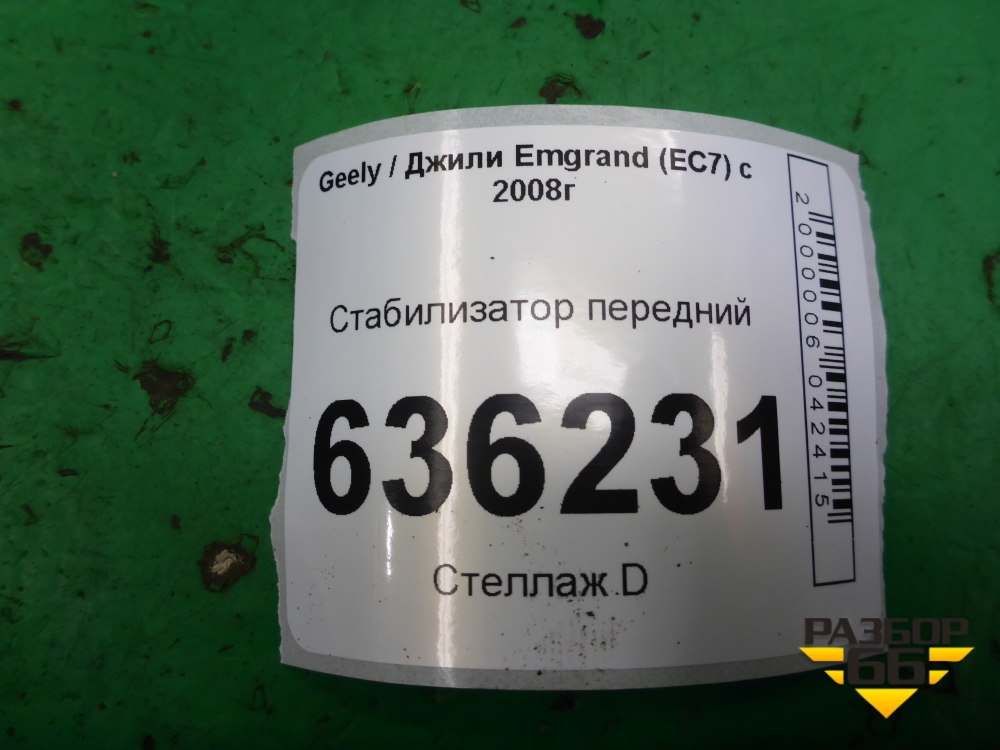 Geely / Джили Emgrand (EC7) с
2008г
Стабилизатор передний
636231
Стеллаж D
2000006042415
РАЗБОР
66